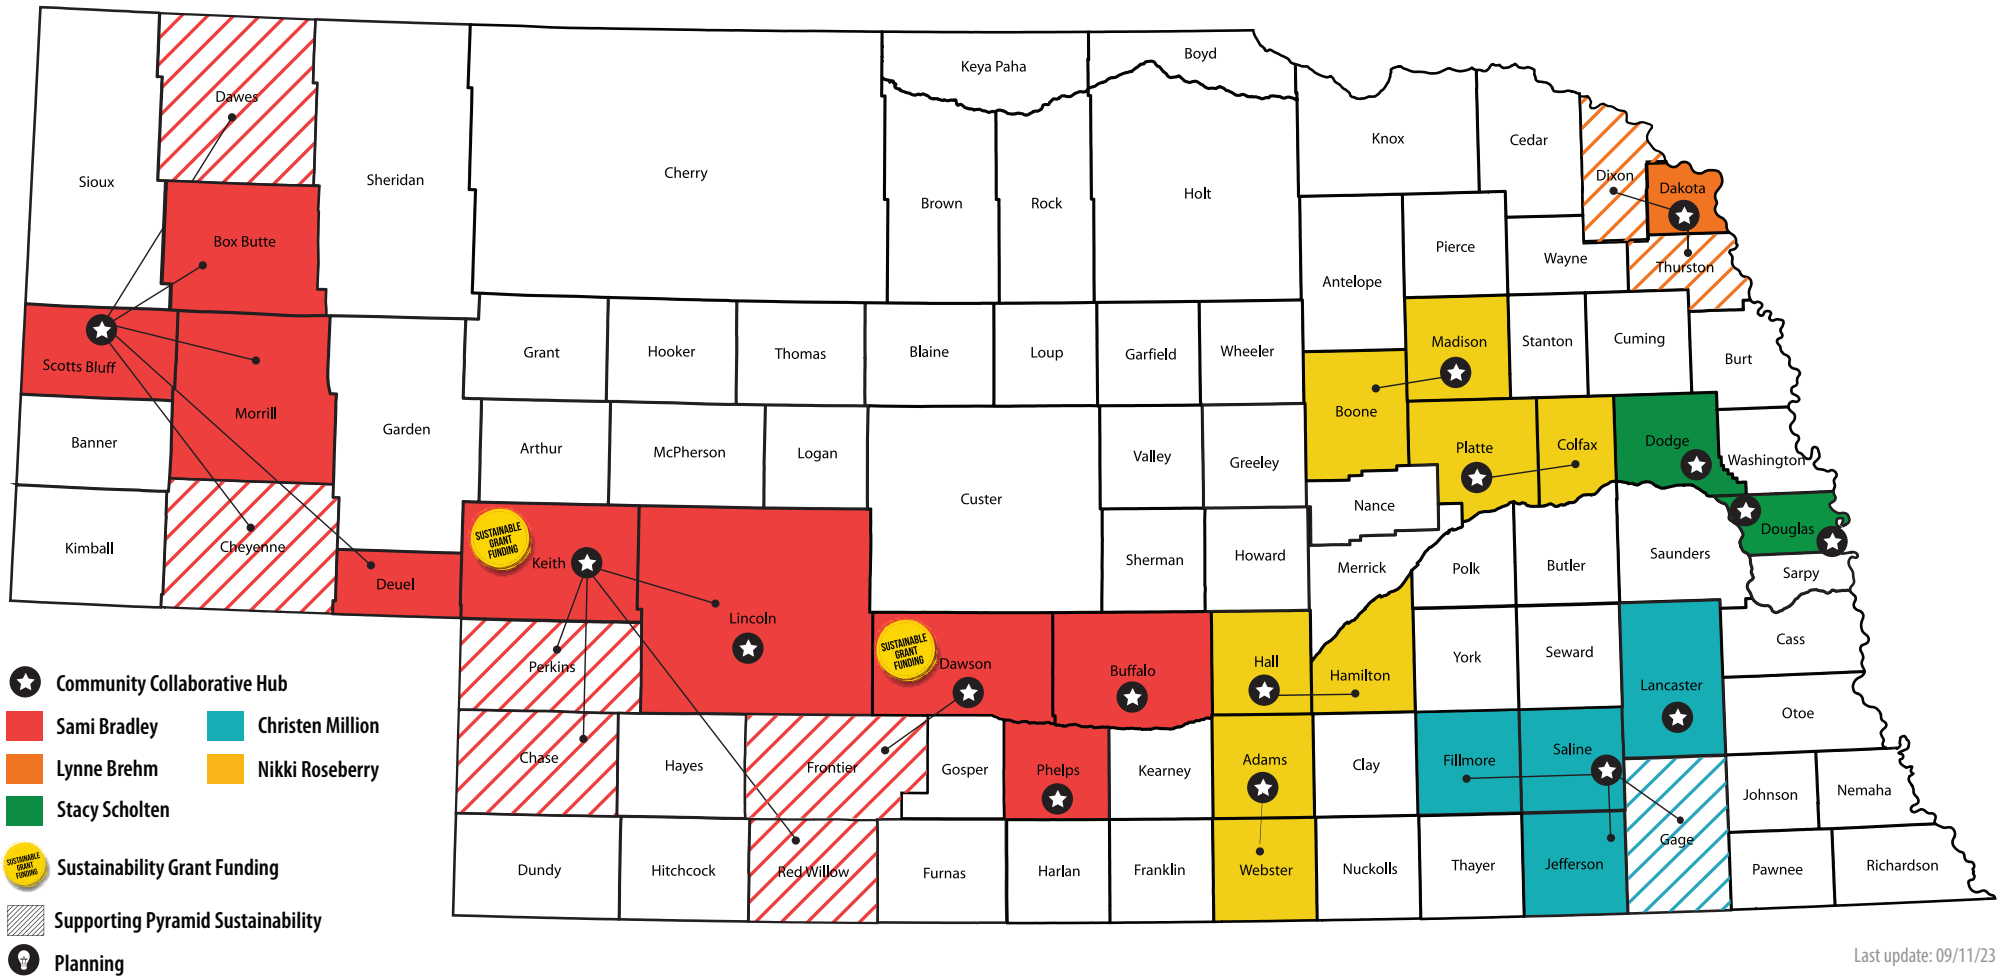 Keya Paha
Boyd
Dawes
Knox
Cedar
Sioux
Sheridan
Cherry
Brown
Rock
Holt
Dixon
Dakota
Box Butte
Pierce
Wayne
Thurston
Antelope
Scotts Bluff
Grant
Hooker
Thomas
Blaine
Loup
Garfield
Wheeler
Madison
Stanton
Cuming
Burt
Morrill
Garden
Boone
Banner
Arthur
McPherson
Logan
Custer
Valley
Greeley
Platte
Colfax
Dodge
Washington
Nance
Kimball
Cheyenne
Deuel
SUSTAINABLE
GRANT
FUNDING
Keith
Sherman
Howard
Merrick
Polk
Butler
Saunders
Douglas
Sarpy
Lincoln
Perkins
SUSTAINABLE
GRANT
FUNDING
Dawson
Buffalo
Hall
Hamilton
York
Seward
Lancaster
Cass
Otoe
Chase
Hayes
Frontier
Gosper
Phelps
Kearney
Adams
Clay
Fillmore
Saline
Johnson
Nemaha
Dundy
Hitchcock
Red Willow
Furnas
Harlan
Franklin
Webster
Nuckolls
Thayer
Jefferson
Gage
Pawnee
Richardson
Community Collaborative Hub
Sami Bradley
Christen Million
Lynne Brehm
Nikki Roseberry
Stacy Scholten
SUSTAINABLE
GRANT
FUNDING
Sustainability Grant Funding
Supporting Pyramid Sustainability
Planning
Last update: 09/11/23